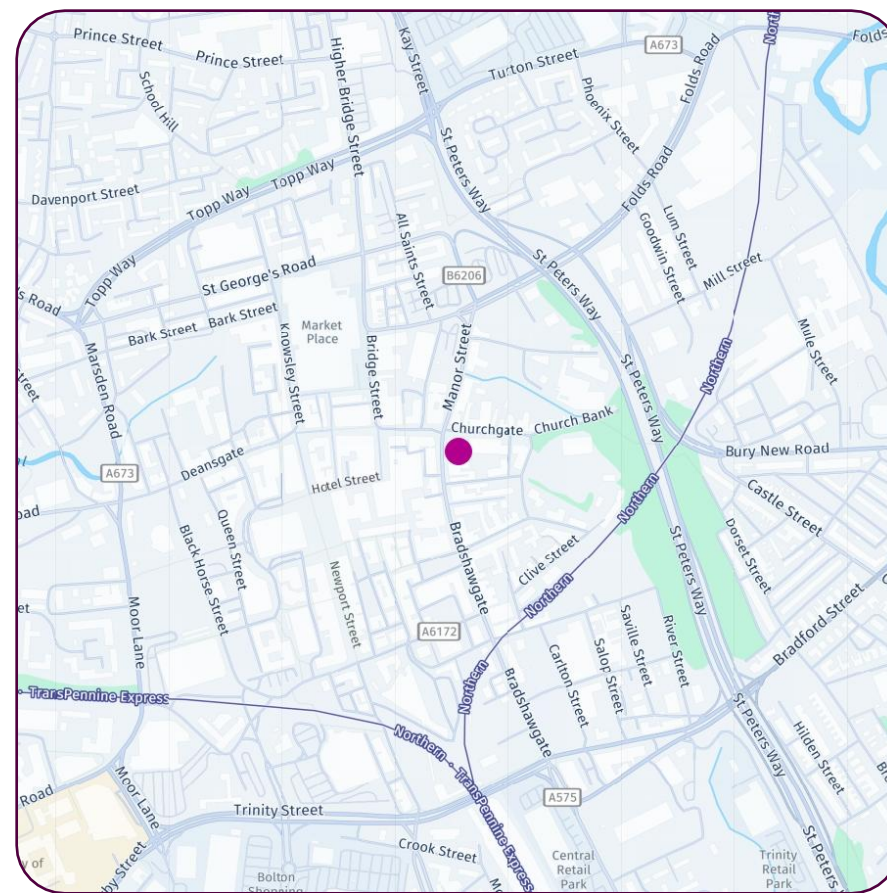 Prince Street
Prince Street
School Hill
Higher Bridge Street
Kay Street
Turton Street
A673
Folds Road
Phoenix Street
St Peters Way
Folds Road
Davenport Street
Topp Way
Topp Way
Topp Way
All Saints Street
Lum Street
Goodwin Street
Mill Street
St George's Road
B6206
St Peters Way
Bark Street
Bark Street
Market
Place
Knowsley Street
Bridge Street
Manor Street
Marsden Road
Mule Street
Northern
St Peters Way
Churchgate
Church Bank
Bury New Road
Deansgate
A673
Hotel Street
Northern
Castle Street
Queen Street
Black Horse Street
Bradshawgate
Clive Street
St Peters Way
Dorset Street
Newport Street
Northern
Moor Lane
A6172
Saville Street
River Street
Salop Street
Carlton Street
Bradford Street
TransPennine Express
Northern
Bradshawgate
Northern · TransPennine Express
St Peters Way
Hilden Street
Moor Lane
Road
Trinity Street
A575
Crook Street
St Peters
Central
Retail
Park
Trinity
Retail
Park
Bolton